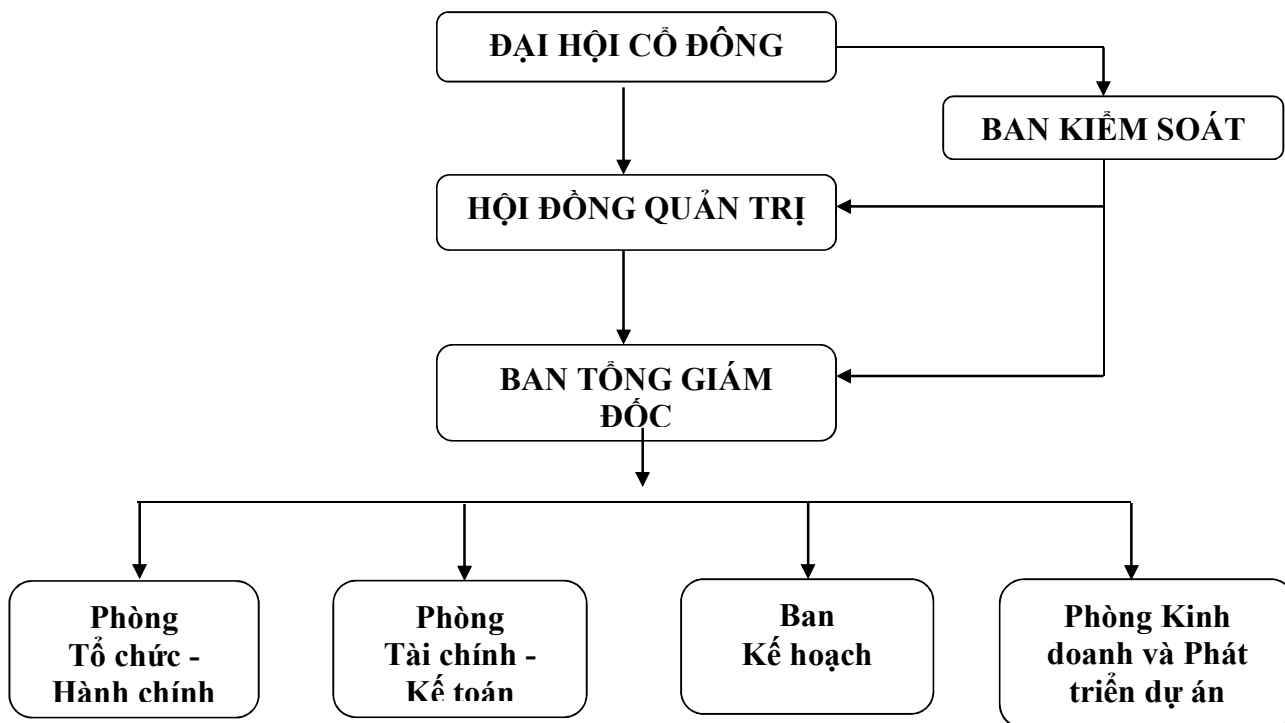 ĐẠI HỘI CỔ ĐÔNG
BAN KIỂM SOÁT
HỘI ĐỒNG QUẢN TRỊ
BAN TỔNG GIÁM
ĐỐC
Phòng
Tổ chức -
Hành chính
Phòng
Tài chính -
Kế toán
Ban
Kế hoạch
Phòng Kinh
doanh và Phát
triển dự án